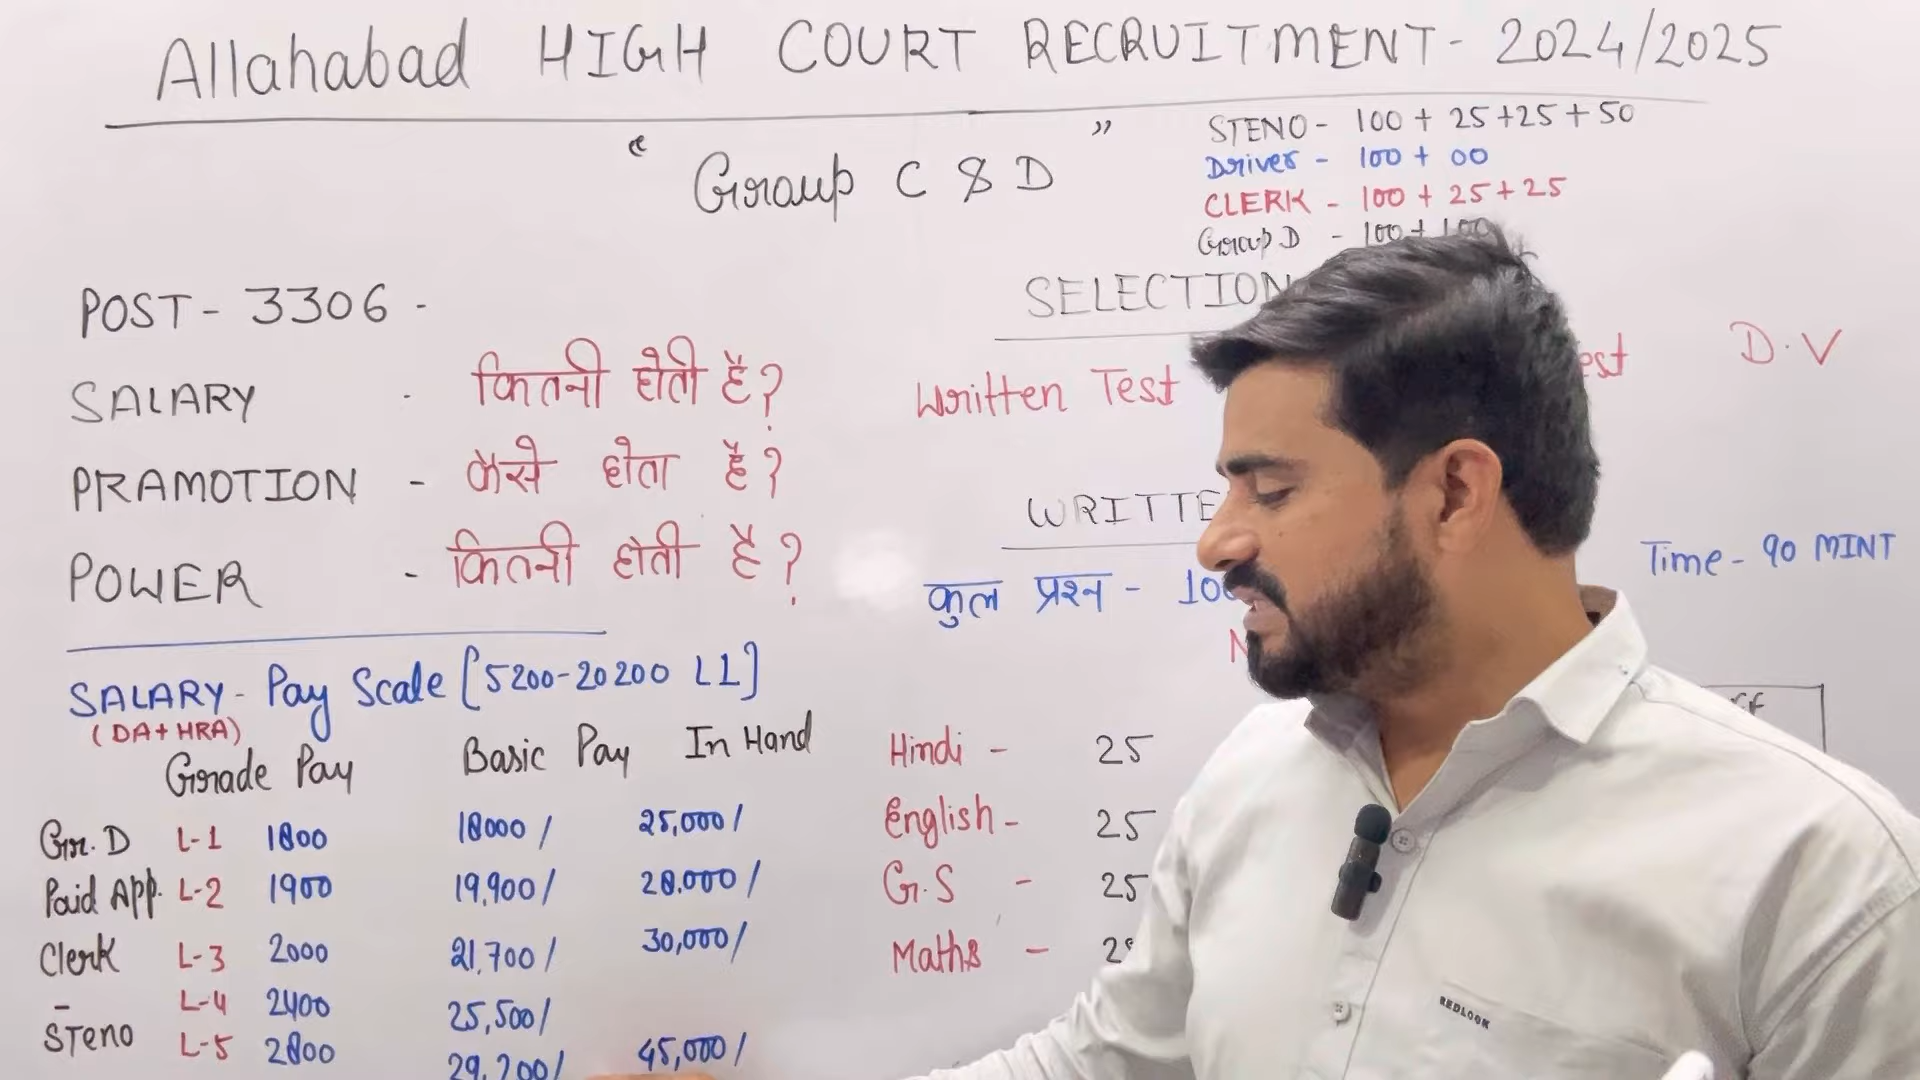 Allahabad HIGH COURT RECRUITMENT - 2024/2025
"Group C & D"
STENO - 100 + 25 + 25 + 50
Driver - 100 + 00
CLERK - 100 + 25 + 25
Group D - 100 + 100
POST - 3306 -
SALARY - कितनी होती है?
PRAMOTION - कैसे होता है?
POWER - कितनी होती है?
SELECTION
Written Test D.V
WRITTE
Time - 90 MINT
कुल प्रश्न - 100
SALARY - Pay Scale [5200-20200 L1]
(DA+HRA)
Grade Pay Basic Pay In Hand
Gr. D L-1 1800 18000/ 25,000/
Paid App. L-2 1900 19,900/ 28.000/
Clerk L-3 2000 21,700/ 30,000/
- L-4 2400 25,500/
STeno L-5 2800 29,200/ 45,000/
Hindi - 25
English - 25
G.S - 25
Maths -
REDLOOK